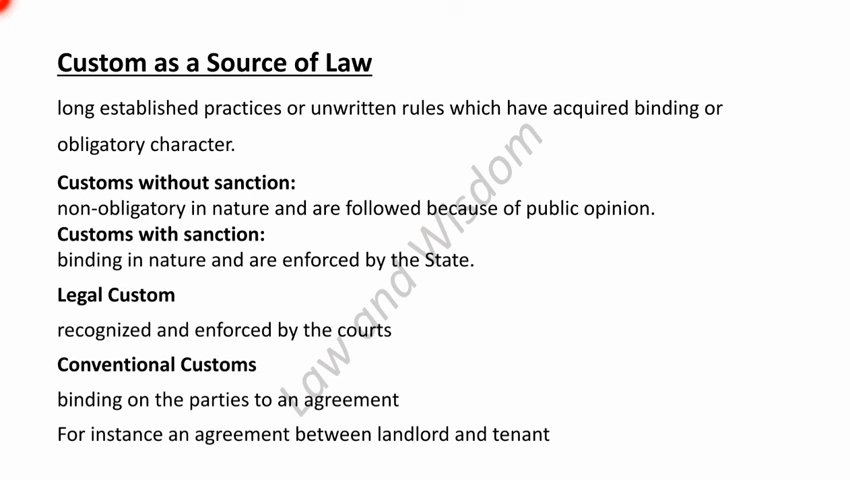 Custom as a Source of Law
long established practices or unwritten rules which have acquired binding or
obligatory character.
Customs without sanction:
non-obligatory in nature and are followed because of public opinion.
Customs with sanction:
binding in nature and are enforced by the State.
Legal Custom
recognized and enforced by the courts
Conventional Customs
binding on the parties to an agreement
For instance an agreement between landlord and tenant
Law and Wisdom